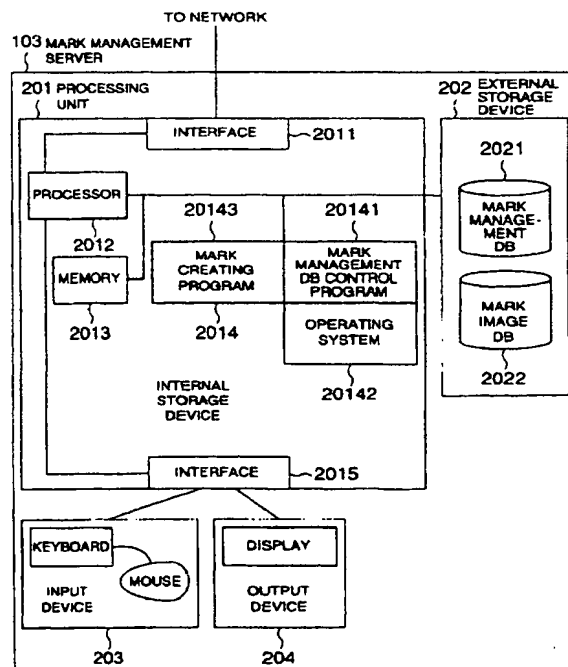 TO NETWORK
103 MARK MANAGEMENT
SERVER
201 PROCESSING
UNIT
202 EXTERNAL
STORAGE
DEVICE
INTERFACE
2011
2021
PROCESSOR
2012
20143
20141
MARK
MANAGE-
MENT
DB
MEMORY
2013
MARK
CREATING
PROGRAM
MARK
MANAGEMENT
DB CONTROL
PROGRAM
2014
OPERATING
SYSTEM
MARK
IMAGE
DB
20142
2022
INTERNAL
STORAGE
DEVICE
INTERFACE
2015
KEYBOARD
MOUSE
INPUT
DEVICE
DISPLAY
OUTPUT
DEVICE
203
204